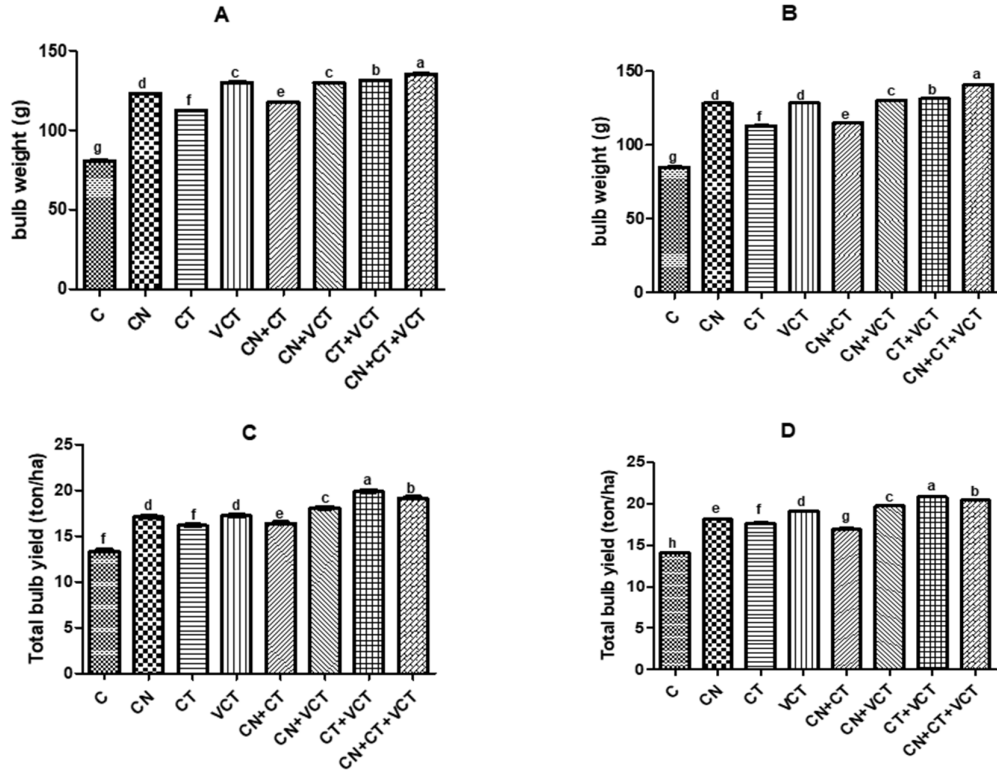 A
bulb weight (g)
150
100
50
0
g
d
f
c
e
c
b
a
C
CN
CT
VCT
CN+CT
CN+VCT
CT+VCT
CN+CT+VCT
B
bulb weight (g)
150
100
50
0
g
d
f
d
e
c
b
a
C
CN
CT
VCT
CN+CT
CN+VCT
CT+VCT
CN+CT+VCT
C
Total bulb yield (ton/ha)
25
20
15
10
5
0
f
d
f
d
e
c
a
b
C
CN
CT
VCT
CN+CT
CN+VCT
CT+VCT
CN+CT+VCT
D
Total bulb yield (ton/ha)
25
20
15
10
5
0
h
e
f
d
g
c
a
b
C
CN
CT
VCT
CN+CT
CN+VCT
CT+VCT
CN+CT+VCT